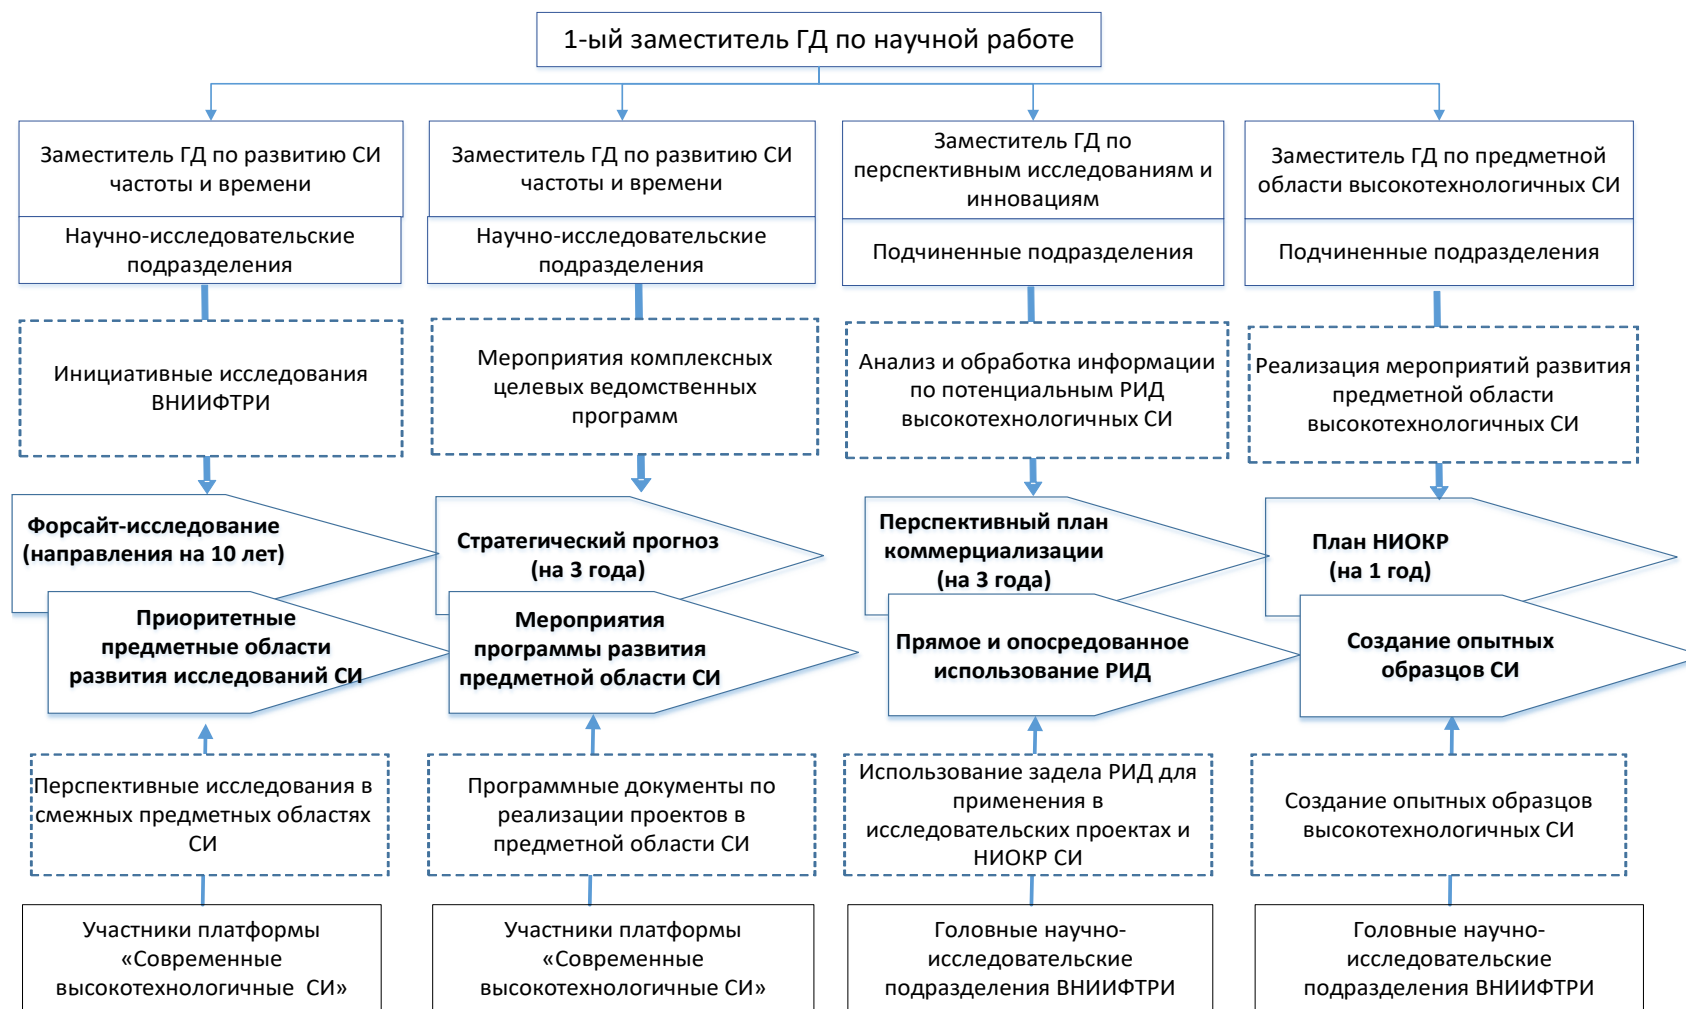 1-ый заместитель ГД по научной работе
Заместитель ГД по развитию СИ
частоты и времени
Заместитель ГД по развитию СИ
частоты и времени
Заместитель ГД по
перспективным исследованиям и
инновациям
Заместитель ГД по предметной
области высокотехнологичных СИ
Научно-исследовательские
подразделения
Научно-исследовательские
подразделения
Подчиненные подразделения
Подчиненные подразделения
Инициативные исследования
ВНИИФТРИ
Мероприятия комплексных
целевых ведомственных
программ
Анализ и обработка информации
по потенциальным РИД
высокотехнологичных СИ
Реализация мероприятий развития
предметной области
высокотехнологичных СИ
Форсайт-исследование
(направления на 10 лет)
Стратегический прогноз
(на 3 года)
Перспективный план
коммерциализации
(на 3 года)
План НИОКР
(на 1 год)
Приоритетные
предметные области
развития исследований СИ
Мероприятия
программы развития
предметной области СИ
Прямое и опосредованное
использование РИД
Создание опытных
образцов СИ
Перспективные исследования в
смежных предметных областях
СИ
Программные документы по
реализации проектов в
предметной области СИ
Использование задела РИД для
применения в
исследовательских проектах и
НИОКР СИ
Создание опытных образцов
высокотехнологичных СИ
Участники платформы
«Современные
высокотехнологичные СИ»
Участники платформы
«Современные
высокотехнологичные СИ»
Головные научно-
исследовательские
подразделения ВНИИФТРИ
Головные научно-
исследовательские
подразделения ВНИИФТРИ